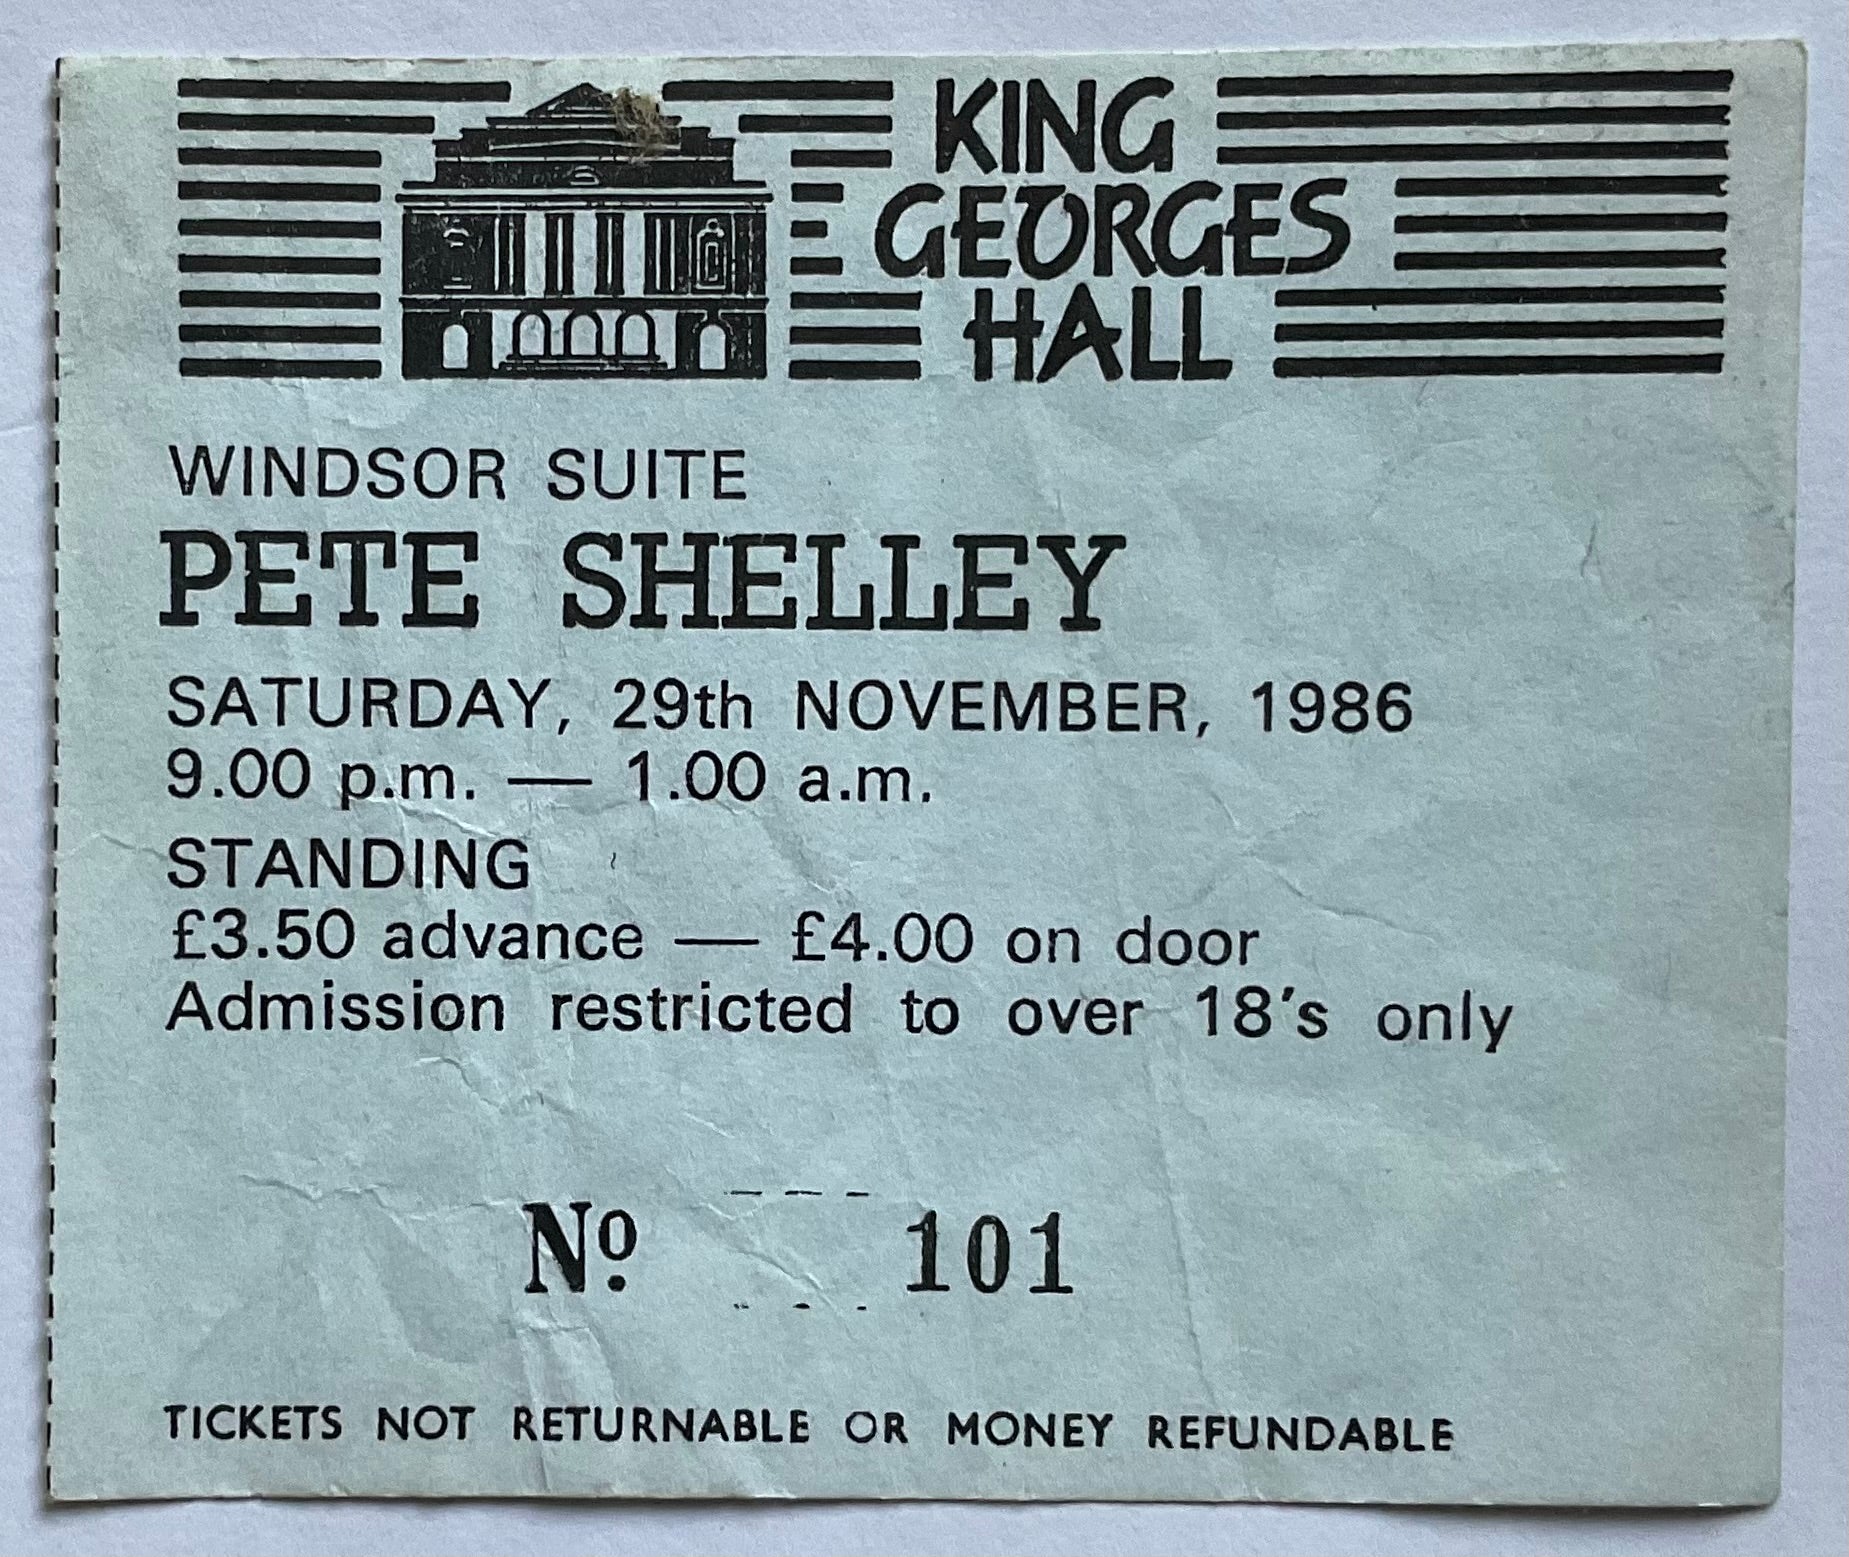 KING
GEORGES
HALL
WINDSOR SUITE
PETE SHELLEY
SATURDAY, 29th NOVEMBER, 1986
9.00 p.m. — 1.00 a.m.
STANDING
£3.50 advance — £4.00 on door
Admission restricted to over 18's only
Nº 101
TICKETS NOT RETURNABLE OR MONEY REFUNDABLE